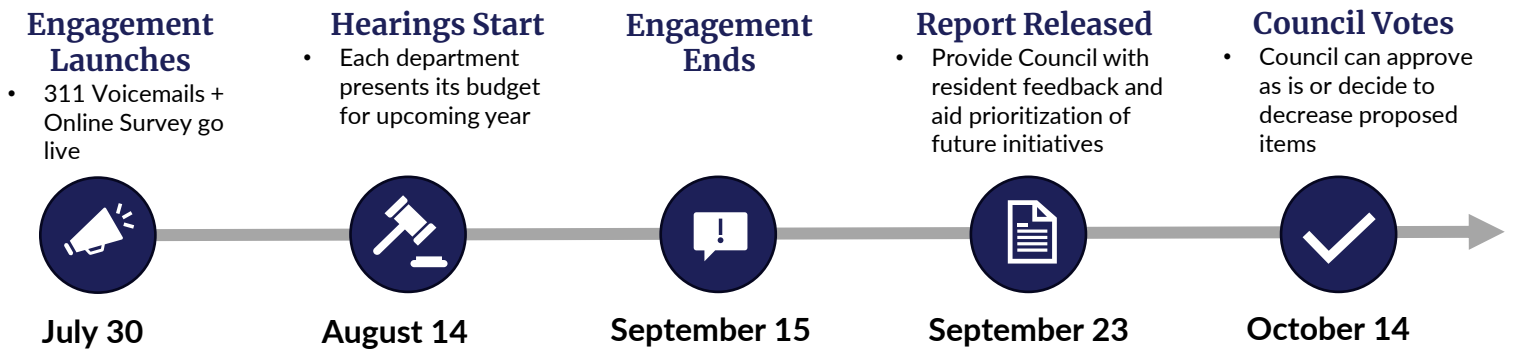 Engagement
Launches
• 311 Voicemails +
Online Survey go
live
July 30
Hearings Start
• Each department
presents its budget
for upcoming year
August 14
Engagement
Ends
!
September 15
Report Released
• Provide Council with
resident feedback and
aid prioritization of
future initiatives
September 23
Council Votes
• Council can approve
as is or decide to
decrease proposed
items
October 14